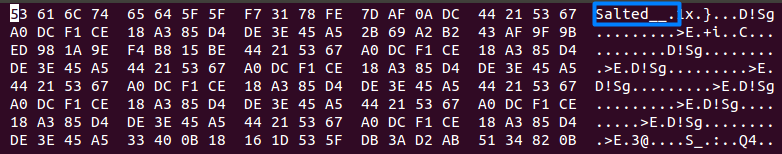 53 61 6C 74 65 64 5F 5F F7 31 78 FE 7D AF 0A DC 44 21 53 67 Salted__.1x.}...D!Sg
A0 DC F1 CE 18 A3 85 D4 DE 3E 45 A5 2B 69 A2 B2 43 AF 9F 9B .........>E.+i..C...
ED 98 1A 9E F4 B8 15 BE 44 21 53 67 A0 DC F1 CE 18 A3 85 D4 ........D!Sg........
DE 3E 45 A5 44 21 53 67 A0 DC F1 CE 18 A3 85 D4 DE 3E 45 A5 .>E.D!Sg.........>E.
44 21 53 67 A0 DC F1 CE 18 A3 85 D4 DE 3E 45 A5 44 21 53 67 D!Sg.........>E.D!Sg
A0 DC F1 CE 18 A3 85 D4 DE 3E 45 A5 44 21 53 67 A0 DC F1 CE .........>E.D!Sg....
18 A3 85 D4 DE 3E 45 A5 44 21 53 67 A0 DC F1 CE 18 A3 85 D4 .....>E.D!Sg........
DE 3E 45 A5 33 40 0B 18 16 1D 53 5F DB 3A D2 AB 51 34 82 0B .>E.3@....S_.:..Q4..